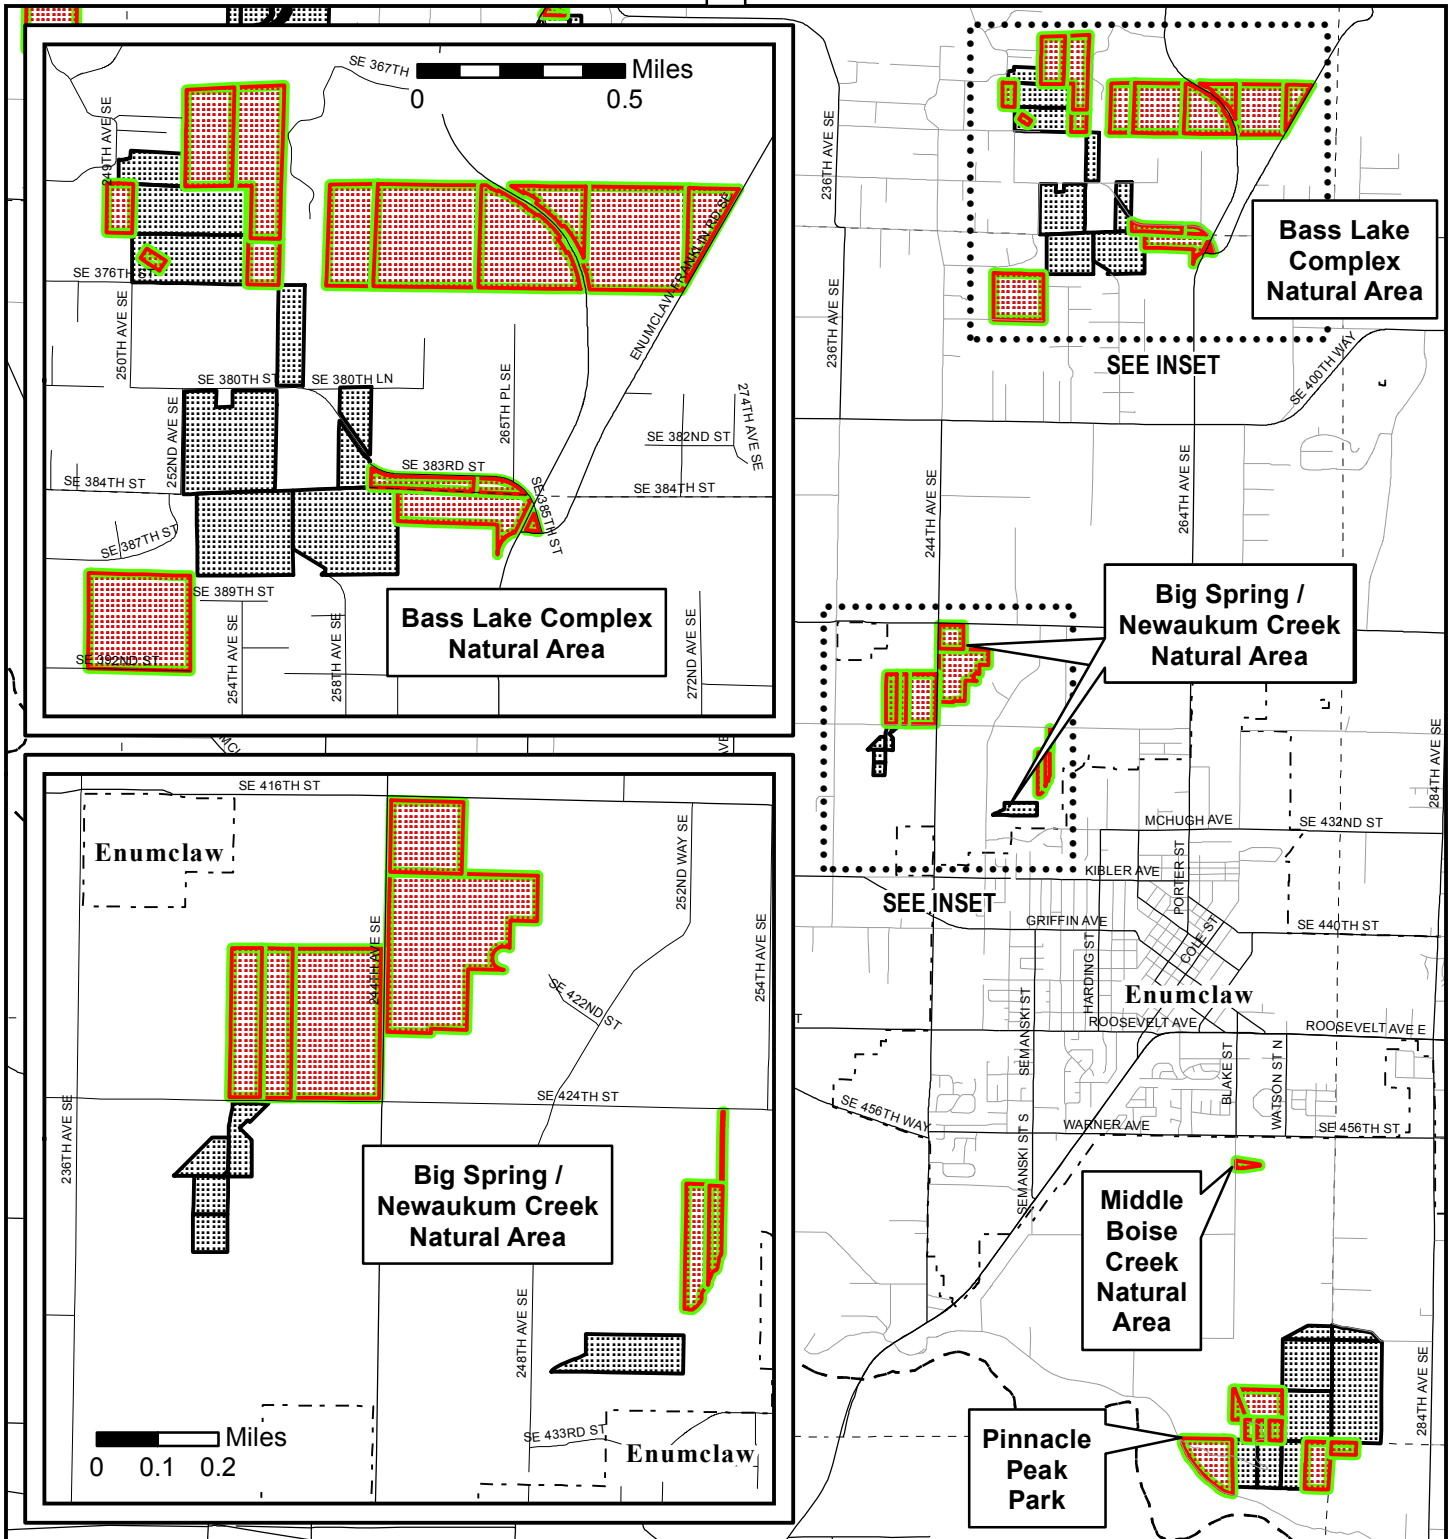 SE 367TH
Miles
0
0.5
249TH AVE SE
SE 376TH ST
250TH AVE SE
ENUMCLAW-FRANKLIN RD SE
SE 380TH ST
SE 380TH LN
265TH PL SE
252ND AVE SE
274TH AVE SE
SE 382ND ST
SE 383RD ST
SE 384TH ST
SE 384TH ST
SE 385TH ST
SE 387TH ST
SE 389TH ST
SE 392ND ST
254TH AVE SE
258TH AVE SE
272ND AVE SE
Bass Lake Complex
Natural Area
236TH AVE SE
236TH AVE SE
Bass Lake
Complex
Natural Area
SEE INSET
SE 400TH WAY
244TH AVE SE
264TH AVE SE
Big Spring /
Newaukum Creek
Natural Area
284TH AVE SE
MCHUGH AVE
SE 432ND ST
KIBLER AVE
PORTER ST
SEE INSET
GRIFFIN AVE
COLE ST
SE 440TH ST
HARDING ST
Enumclaw
SEMANSKI ST
ROOSEVELT AVE
ROOSEVELT AVE E
BLAKE ST
WATSON ST N
SE 456TH WAY
WARNER AVE
SE 456TH ST
SEMANSKI ST S
Middle
Boise
Creek
Natural
Area
284TH AVE SE
Pinnacle
Peak
Park
SE 416TH ST
Enumclaw
252ND WAY SE
244TH AVE SE
254TH AVE SE
SE 422ND ST
SE 424TH ST
236TH AVE SE
Big Spring /
Newaukum Creek
Natural Area
248TH AVE SE
SE 433RD ST
Enumclaw
Miles
0
0.1
0.2